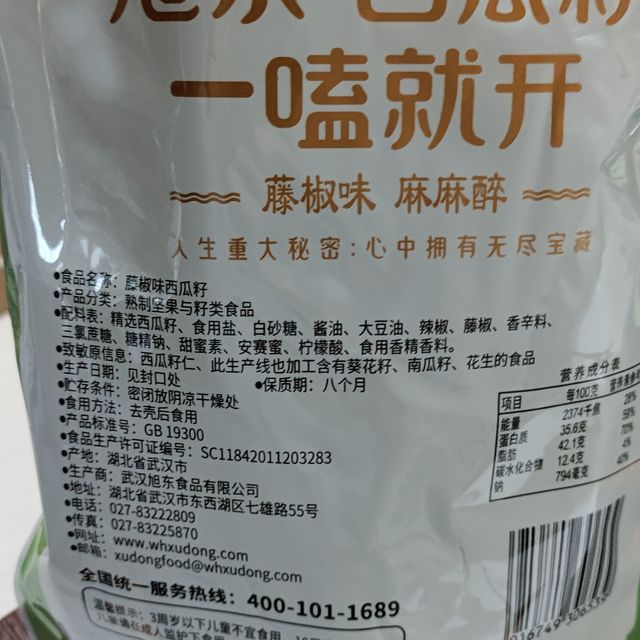 一嗑就开
藤椒味 麻麻醉
人生重大秘密:心中拥有无尽宝藏
●食品名称: 藤椒味西瓜籽
●产品分类: 熟制坚果与籽类食品
●配料表: 精选西瓜籽、食用盐、白砂糖、酱油、大豆油、辣椒、藤椒、香辛料、
三氯蔗糖、糖精钠、甜蜜素、安赛蜜、柠檬酸、食用香精香料。
●致敏原信息: 西瓜籽仁、此生产线也加工含有葵花籽、南瓜籽、花生的食品
●生产日期: 见封口处 ●保质期: 八个月
●贮存条件: 密闭放阴凉干燥处
●食用方法: 去壳后食用
●产品标准号: GB 19300
●食品生产许可证编号: SC11842011203283
●产地: 湖北省武汉市
●生产商: 武汉旭东食品有限公司
●地址: 湖北省武汉市东西湖区七雄路55号
●电话: 027-83222809
●传真: 027-83225870
●网址: www.whxudong.com
●邮箱: xudongfood@whxudong.com
全国统一服务热线: 400-101-1689
温馨提示: 3周岁以下儿童不宜食用
营养成分表
项目 每100克
能量 2374千焦
蛋白质 35.6克
脂肪 42.1克
碳水化合物 12.4克
钠 794毫克